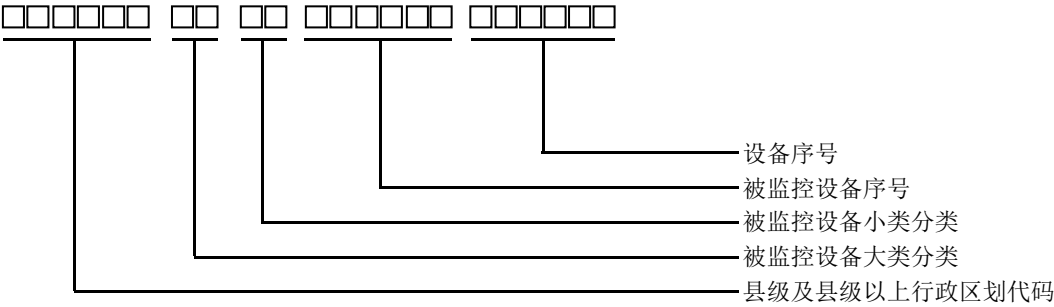 □□□□□□ □□ □□ □□□□□□ □□□□□□
设备序号
被监控设备序号
被监控设备小类分类
被监控设备大类分类
县级及县级以上行政区划代码